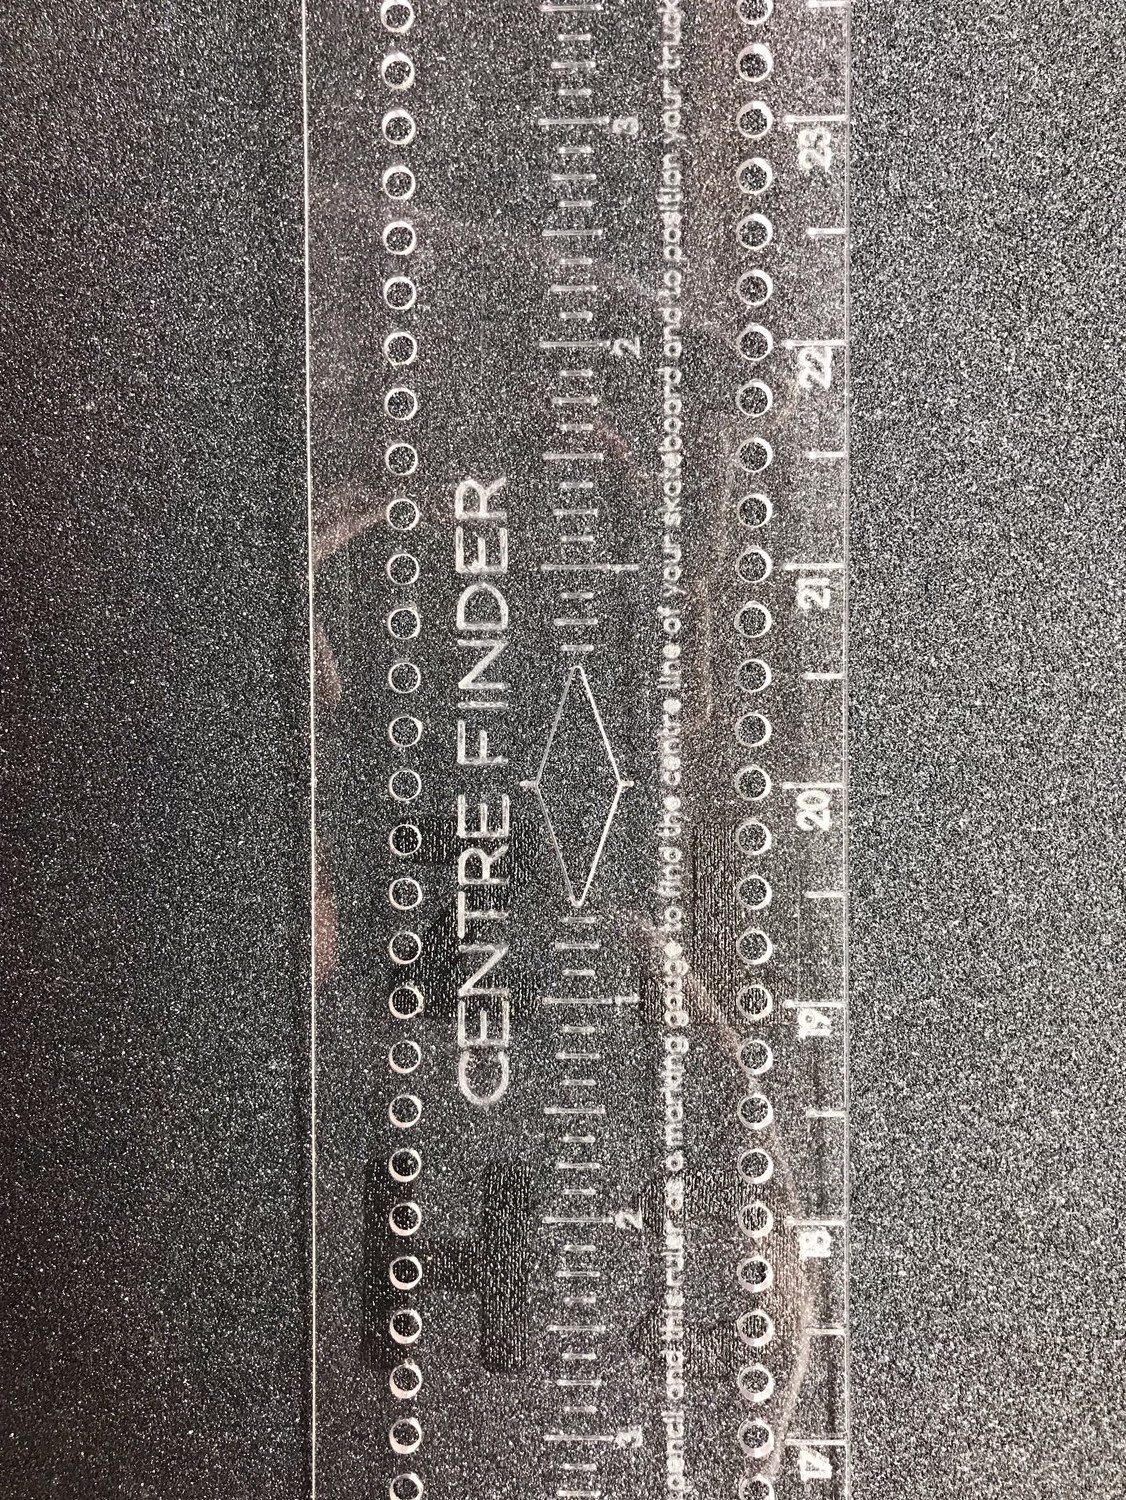 CENTRE FINDER
3 2 1 1 2 3
pencil and this ruler as a marking gauge to find the centre line of your skateboard and to position your truck
17 18 19 20 21 22 23